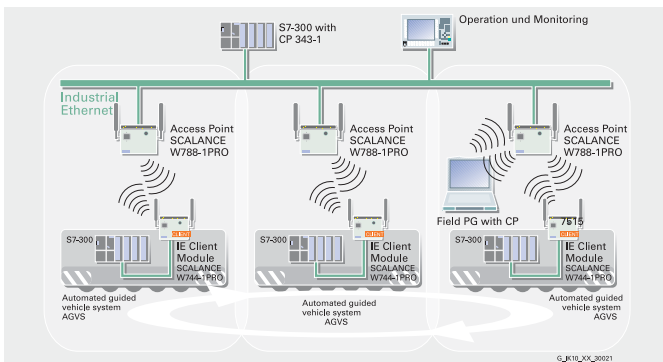 S7-300 with
CP 343-1
Operation und Monitoring
Industrial
Ethernet
Access Point
SCALANCE
W788-1PRO
Access Point
SCALANCE
W788-1PRO
Access Point
SCALANCE
W788-1PRO
Field PG with CP 7515
S7-300
CLIENT
IE Client
Module
SCALANCE
W744-1PRO
S7-300
CLIENT
IE Client
Module
SCALANCE
W744-1PRO
S7-300
CLIENT
IE Client
Module
SCALANCE
W744-1PRO
Automated guided
vehicle system
AGVS
Automated guided
vehicle system
AGVS
Automated guided
vehicle system
AGVS
G_IK10_XX_30021